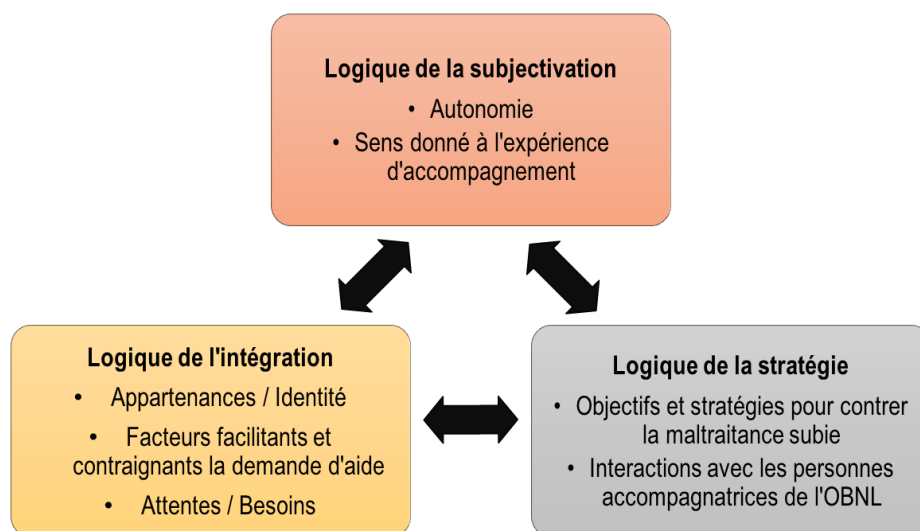 Logique de la subjectivation
• Autonomie
• Sens donné à l'expérience
d'accompagnement
Logique de l'intégration
• Appartenances / Identité
• Facteurs facilitants et
contraignants la demande d'aide
• Attentes / Besoins
Logique de la stratégie
• Objectifs et stratégies pour contrer
la maltraitance subie
• Interactions avec les personnes
accompagnatrices de l'OBNL